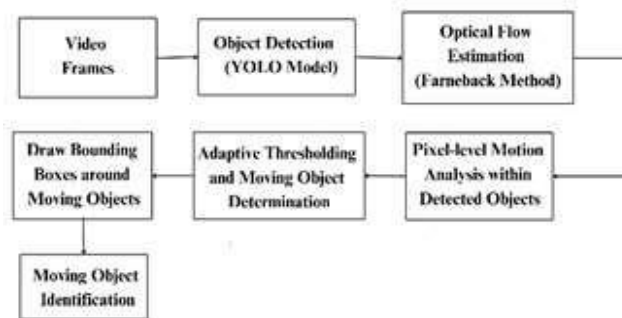 Video
Frames
Object Detection
(YOLO Model)
Optical Flow
Estimation
(Farneback Method)
Pixel-level Motion
Analysis within
Detected Objects
Adaptive Thresholding
and Moving Object
Determination
Draw Bounding
Boxes around
Moving Objects
Moving Object
Identification